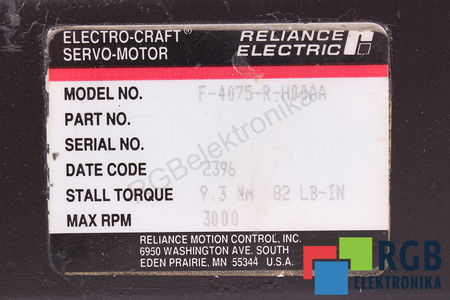 ELECTRO-CRAFT® RELIANCE
SERVO-MOTOR ELECTRIC
MODEL NO. F-4075-R-H00AA
PART NO.
SERIAL NO.
DATE CODE 2396
STALL TORQUE 9.3 NM 82 LB-IN
MAX RPM 3000
RELIANCE MOTION CONTROL, INC.
6950 WASHINGTON AVE. SOUTH
EDEN PRAIRIE, MN 55344 U.S.A.
RGBelektronika
RGB
ELEKTRONIKA